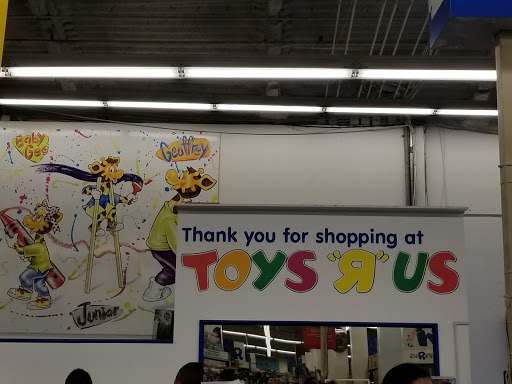 Baby Gee
Geoffrey
Junior
Thank you for shopping at
TOYS "Я" US